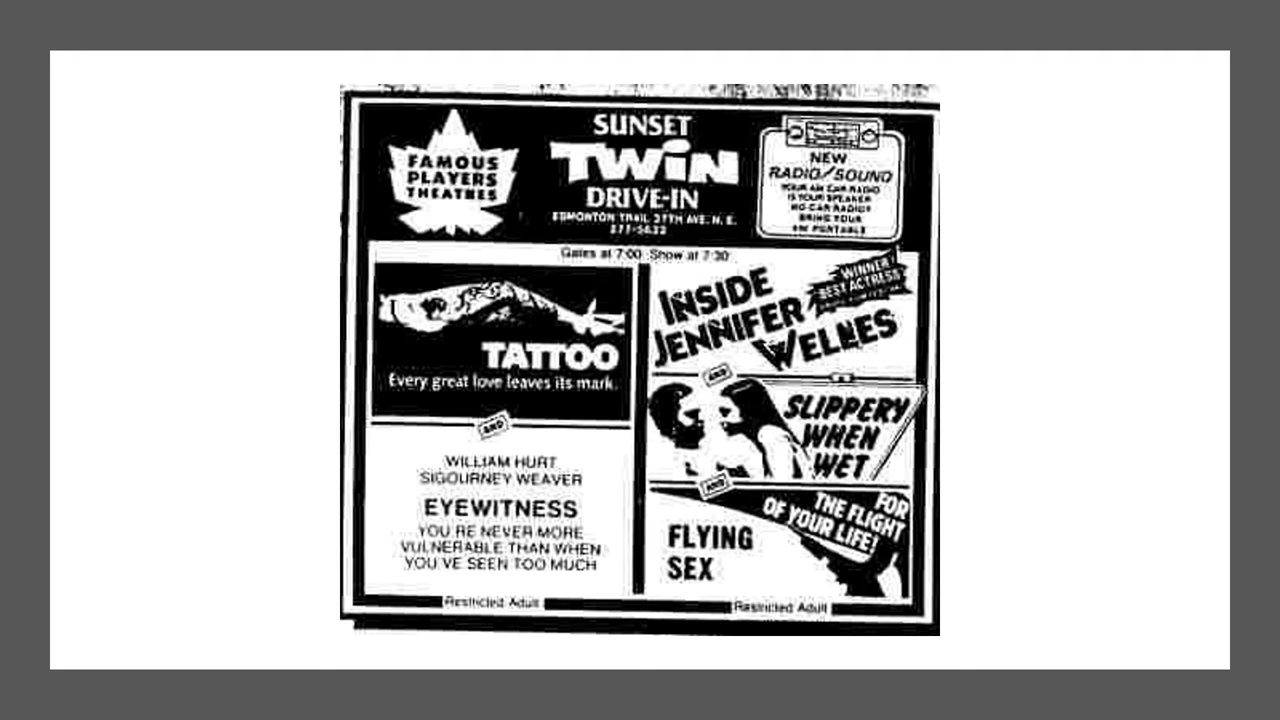 FAMOUS
PLAYERS
THEATRES
SUNSET
TWiN
DRIVE-IN
EDMONTON TRAIL 37TH AVE. N. E.
277-5622
NEW
RADIO/SOUND
YOUR AM CAR RADIO
IS YOUR SPEAKER
NO CAR RADIO?
BRING YOUR
AM PORTABLE
Gates at 7:00 Show at 7:30
TATTOO
Every great love leaves its mark.
AND
WILLIAM HURT
SIGOURNEY WEAVER
EYEWITNESS
YOU'RE NEVER MORE
VULNERABLE THAN WHEN
YOU'VE SEEN TOO MUCH
Restricted Adult
WINNER!
BEST ACTRESS
INSIDE
JENNIFER
WELLES
AND
SLIPPERY
WHEN
WET
AND
FOR
THE FLIGHT
OF YOUR LIFE!
FLYING
SEX
Restricted Adult